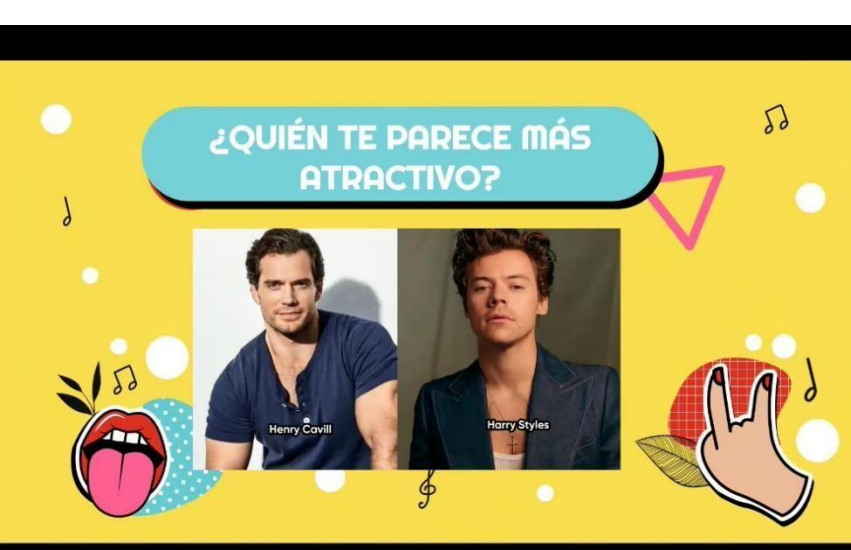 ¿QUIÉN TE PARECE MÁS
ATRACTIVO?
Henry Cavill
Harry Styles